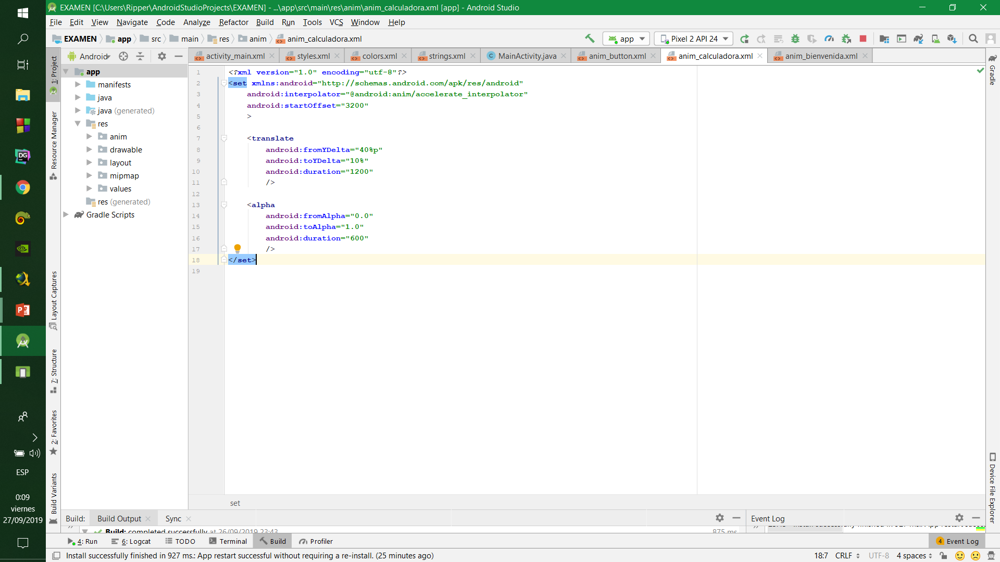 EXAMEN [C:\Users\Ripper\AndroidStudioProjects\EXAMEN] - ...\app\src\main\res\anim\anim_calculadora.xml [app] - Android Studio
File Edit View Navigate Code Analyze Refactor Build Run Tools VCS Window Help
EXAMEN app src main res anim anim_calculadora.xml app Pixel 2 API 24
Android activity_main.xml styles.xml colors.xml strings.xml MainActivity.java anim_button.xml anim_calculadora.xml anim_bienvenida.xml
1: Project
Resource Manager
Layout Captures
7: Structure
2: Favorites
Build Variants
app
manifests
java
java (generated)
res
anim
drawable
layout
mipmap
values
res (generated)
Gradle Scripts
1 <?xml version="1.0" encoding="utf-8"?>
2 <set xmlns:android="http://schemas.android.com/apk/res/android"
3 android:interpolator="@android:anim/accelerate_interpolator"
4 android:startOffset="3200"
5 >
6
7 <translate
8 android:fromYDelta="40%p"
9 android:toYDelta="10%"
10 android:duration="1200"
11 />
12
13 <alpha
14 android:fromAlpha="0.0"
15 android:toAlpha="1.0"
16 android:duration="600"
17 />
18 </set>
19
set
Gradle
Device File Explorer
DG
ESP
0:09
viernes
27/09/2019
Build: Build Output Sync
Build: completed successfully at 26/09/2019 23:43 875 ms
Event Log
4: Run 6: Logcat TODO Terminal Build Profiler 4 Event Log
Install successfully finished in 927 ms.: App restart successful without requiring a re-install. (25 minutes ago) 18:7 CRLF UTF-8 4 spaces